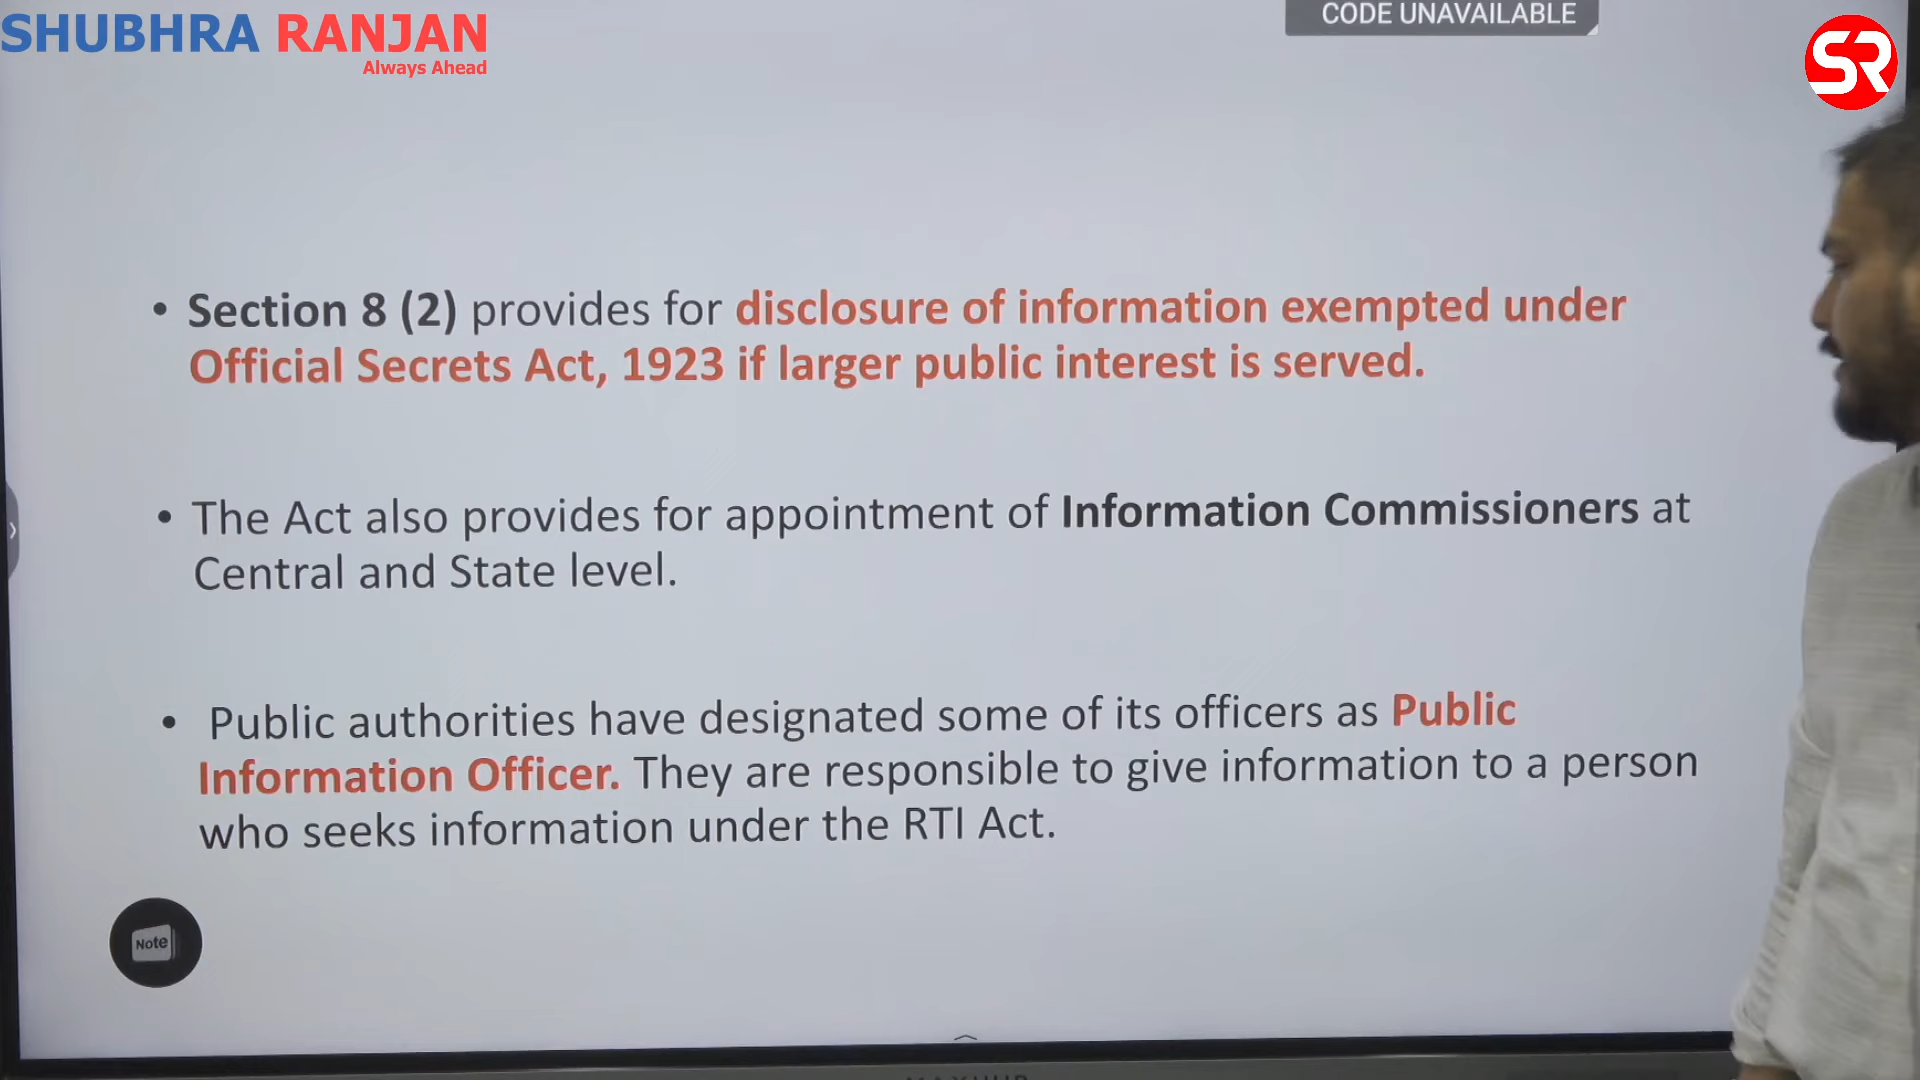 SHUBHRA RANJAN
Always Ahead
CODE UNAVAILABLE
SR
• Section 8 (2) provides for disclosure of information exempted under
Official Secrets Act, 1923 if larger public interest is served.
• The Act also provides for appointment of Information Commissioners at
Central and State level.
• Public authorities have designated some of its officers as Public
Information Officer. They are responsible to give information to a person
who seeks information under the RTI Act.
Note